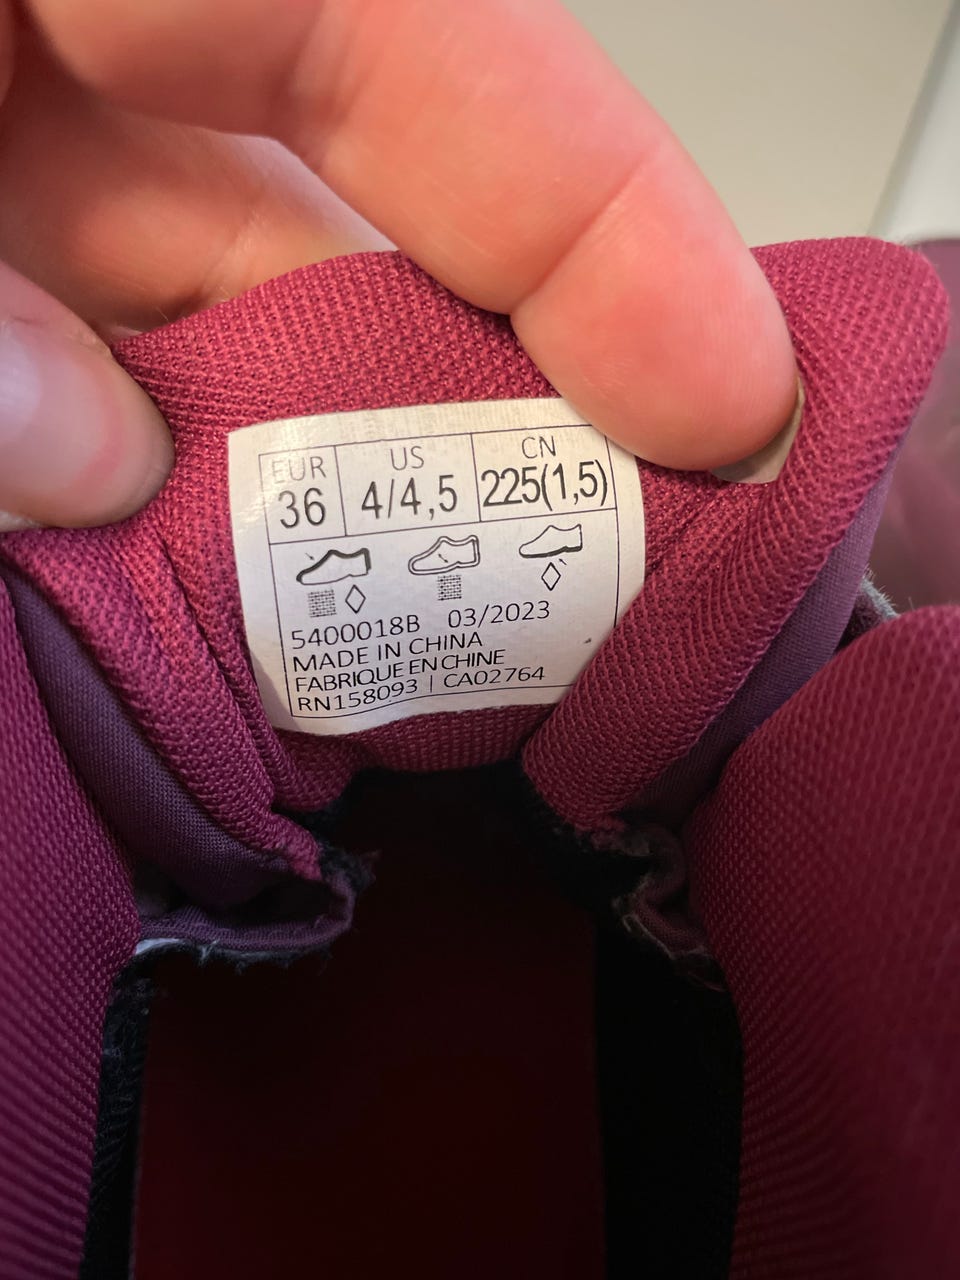 EUR US CN
36 4/4,5 225(1,5)
5400018B 03/2023
MADE IN CHINA
FABRIQUE EN CHINE
RN158093 | CA02764